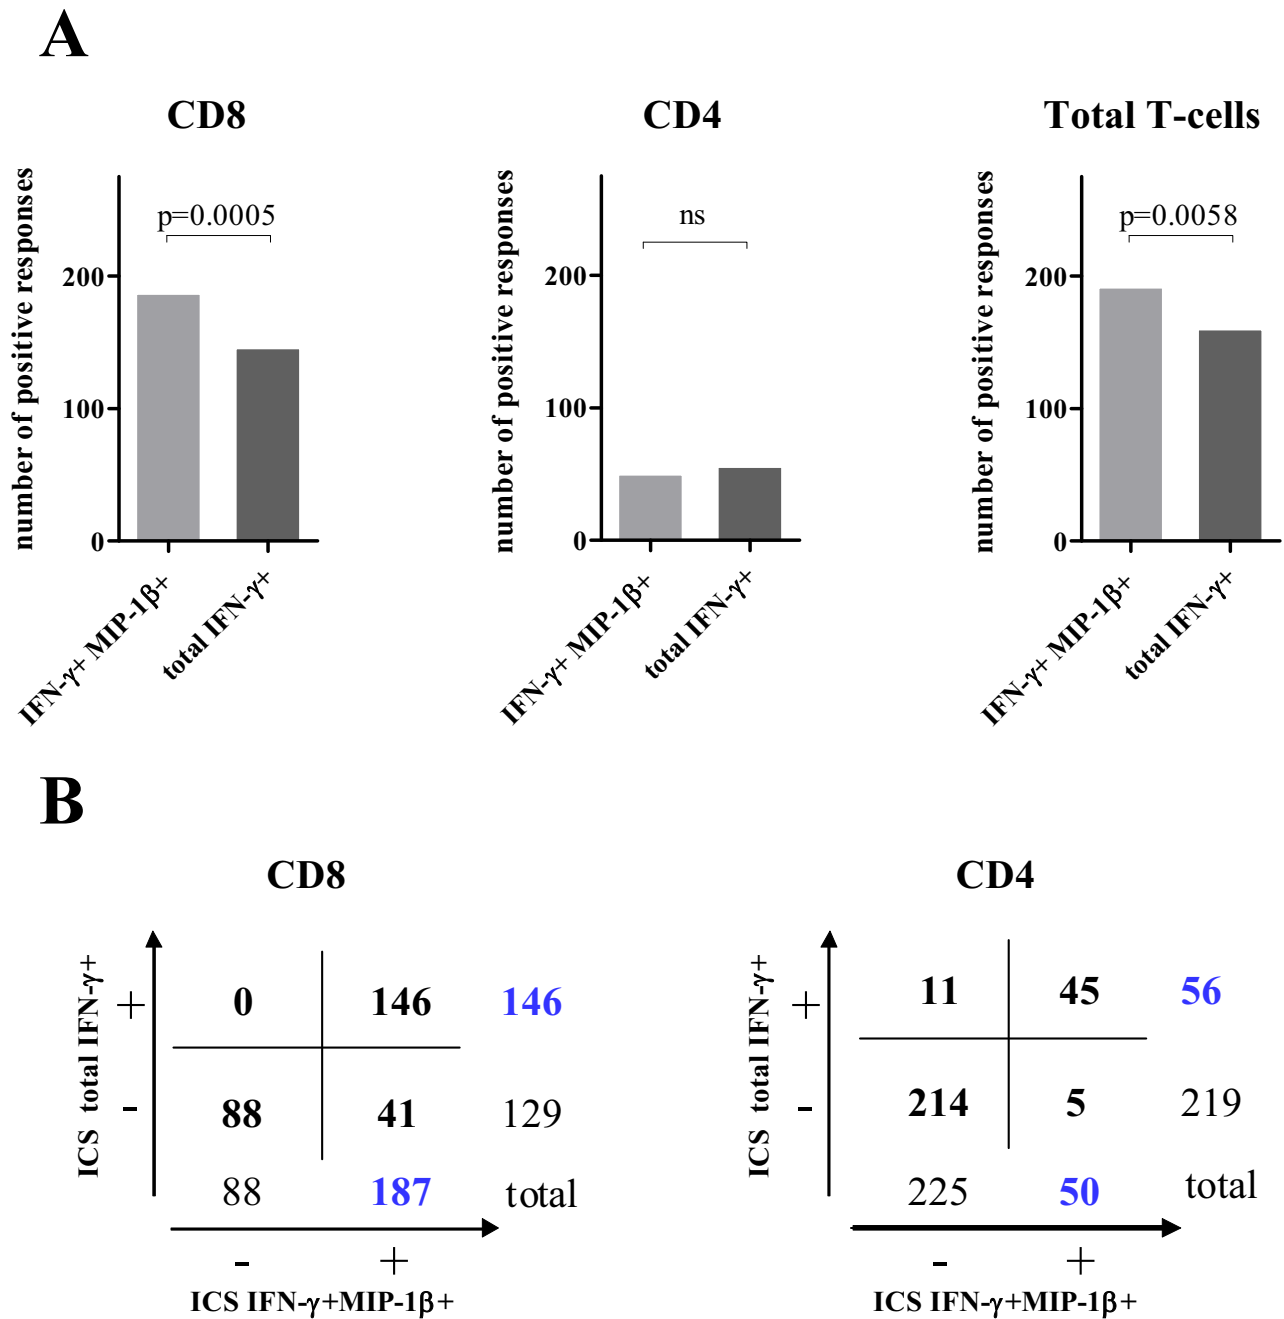 A
CD8
CD4
Total T-cells
number of positive responses
p=0.0005
200
100
0
IFN-γ+ MIP-1β+
total IFN-γ+
number of positive responses
ns
200
100
0
IFN-γ+ MIP-1β+
total IFN-γ+
number of positive responses
p=0.0058
200
100
0
IFN-γ+ MIP-1β+
total IFN-γ+
B
CD8
ICS total IFN-γ+
+ 0 146 146
- 88 41 129
88 187 total
- +
ICS IFN-γ+MIP-1β+
CD4
ICS total IFN-γ+
+ 11 45 56
- 214 5 219
225 50 total
- +
ICS IFN-γ+MIP-1β+